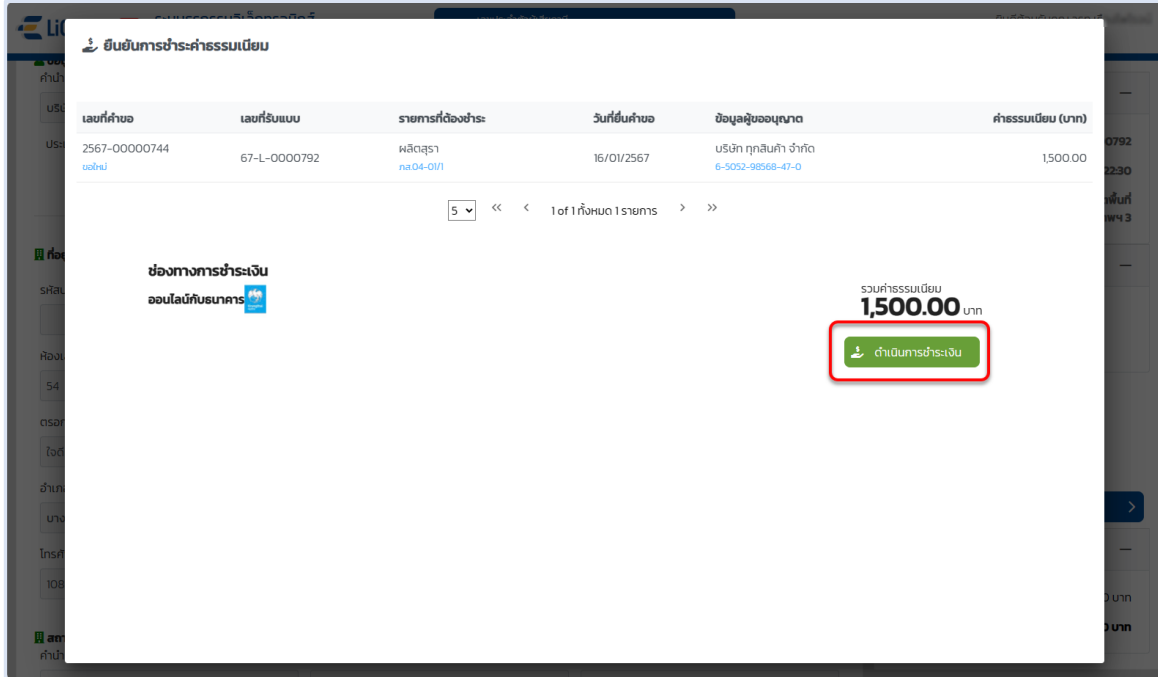 ยืนยันการชำระค่าธรรมเนียม
เลขที่คำขอ เลขที่รับแบบ รายการที่ต้องชำระ วันที่ยื่นคำขอ ข้อมูลผู้ขออนุญาต ค่าธรรมเนียม (บาท)
2567-00000744 67-L-0000792 ผลิตสุรา 16/01/2567 บริษัท ทุกสินค้า จำกัด 1,500.00
ขอใหม่ ภส.04-01/1 6-5052-98568-47-0
5 1 of 1 ทั้งหมด 1 รายการ
ช่องทางการชำระเงิน
ออนไลน์กับธนาคาร
รวมค่าธรรมเนียม
1,500.00 บาท
ดำเนินการชำระเงิน
0792
22:30
54
108
บาท
บาท